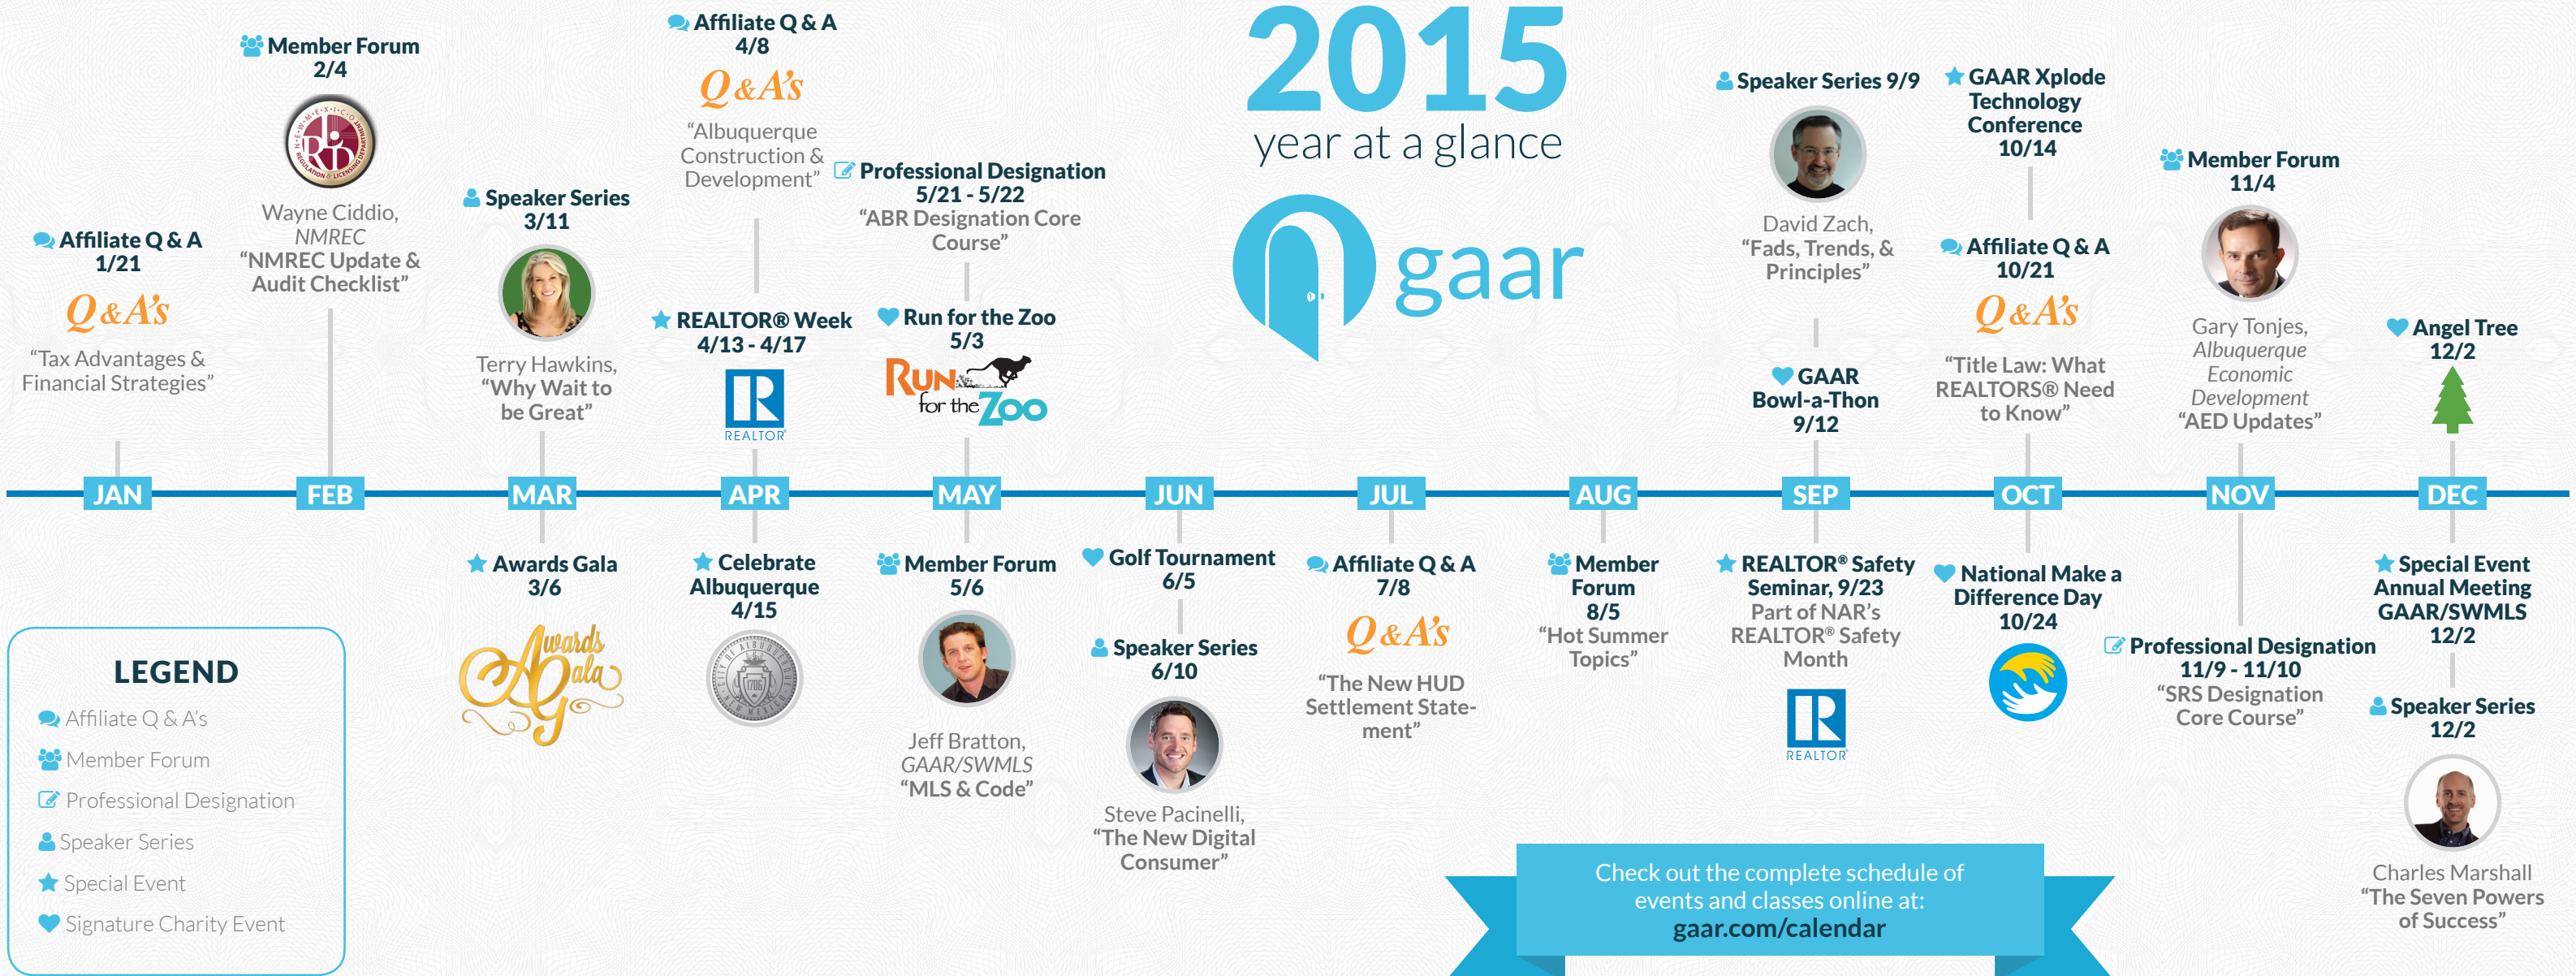 2015
year at a glance
gaar
Affiliate Q & A
1/21
Q & A's
“Tax Advantages &
Financial Strategies”
JAN
Member Forum
2/4
NEW MEXICO
RLD
REGULATION & LICENSING DEPARTMENT
Wayne Ciddio,
NMREC
“NMREC Update &
Audit Checklist”
FEB
Speaker Series
3/11
Terry Hawkins,
“Why Wait to
be Great”
MAR
Awards Gala
3/6
Awards
Gala
Affiliate Q & A
4/8
Q & A's
“Albuquerque
Construction &
Development”
REALTOR® Week
4/13 - 4/17
R
REALTOR®
APR
Celebrate
Albuquerque
4/15
CITY OF ALBUQUERQUE
1706
NEW MEXICO
Professional Designation
5/21 - 5/22
“ABR Designation Core
Course”
Run for the Zoo
5/3
RUN
for the Zoo
MAY
Member Forum
5/6
Jeff Bratton,
GAAR/SWMLS
“MLS & Code”
JUN
Golf Tournament
6/5
Speaker Series
6/10
Steve Pacinelli,
“The New Digital
Consumer”
JUL
Affiliate Q & A
7/8
Q & A's
“The New HUD
Settlement State-
ment”
AUG
Member
Forum
8/5
“Hot Summer
Topics”
Speaker Series 9/9
David Zach,
“Fads, Trends, &
Principles”
GAAR
Bowl-a-Thon
9/12
SEP
REALTOR® Safety
Seminar, 9/23
Part of NAR’s
REALTOR® Safety
Month
R
REALTOR®
GAAR Xplode
Technology
Conference
10/14
Affiliate Q & A
10/21
Q & A's
“Title Law: What
REALTORS® Need
to Know”
OCT
National Make a
Difference Day
10/24
Member Forum
11/4
Gary Tonjes,
Albuquerque
Economic
Development
“AED Updates”
NOV
Professional Designation
11/9 - 11/10
“SRS Designation
Core Course”
Angel Tree
12/2
DEC
Special Event
Annual Meeting
GAAR/SWMLS
12/2
Speaker Series
12/2
Charles Marshall
“The Seven Powers
of Success”
LEGEND
Affiliate Q & A’s
Member Forum
Professional Designation
Speaker Series
Special Event
Signature Charity Event
Check out the complete schedule of
events and classes online at:
gaar.com/calendar